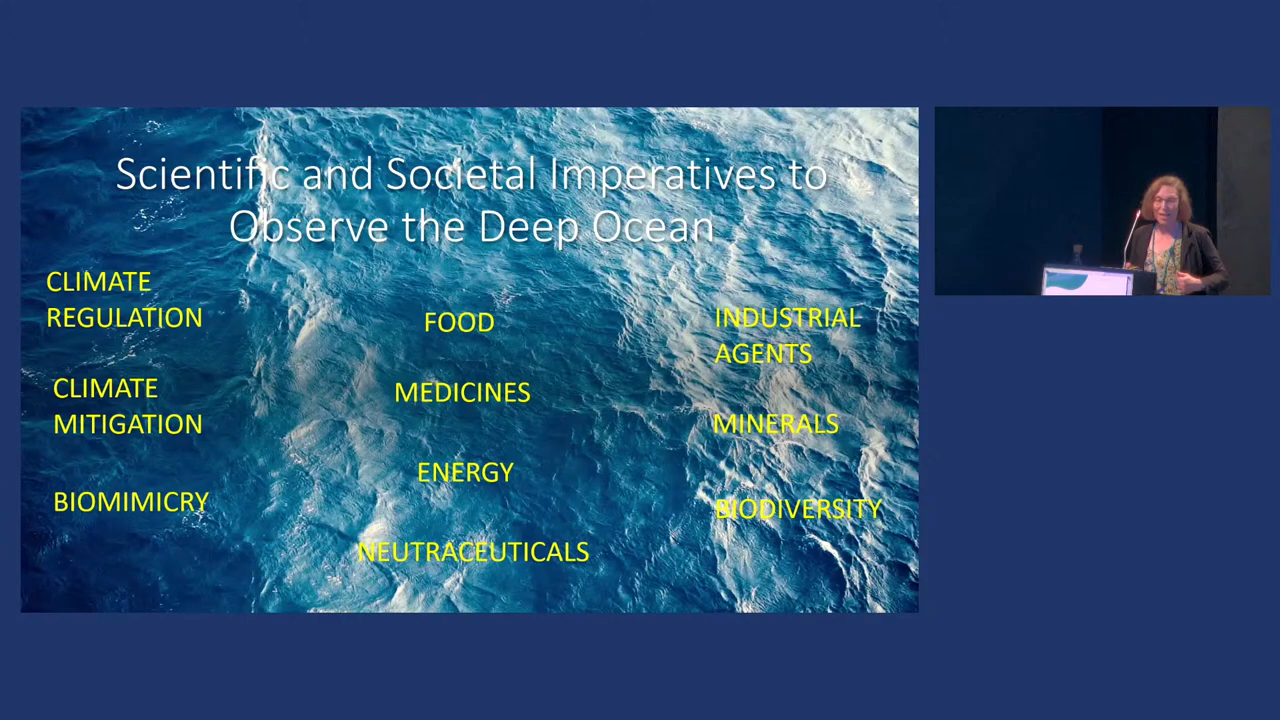 Scientific and Societal Imperatives to
Observe the Deep Ocean
CLIMATE
REGULATION
CLIMATE
MITIGATION
BIOMIMICRY
FOOD
MEDICINES
ENERGY
NEUTRACEUTICALS
INDUSTRIAL
AGENTS
MINERALS
BIODIVERSITY